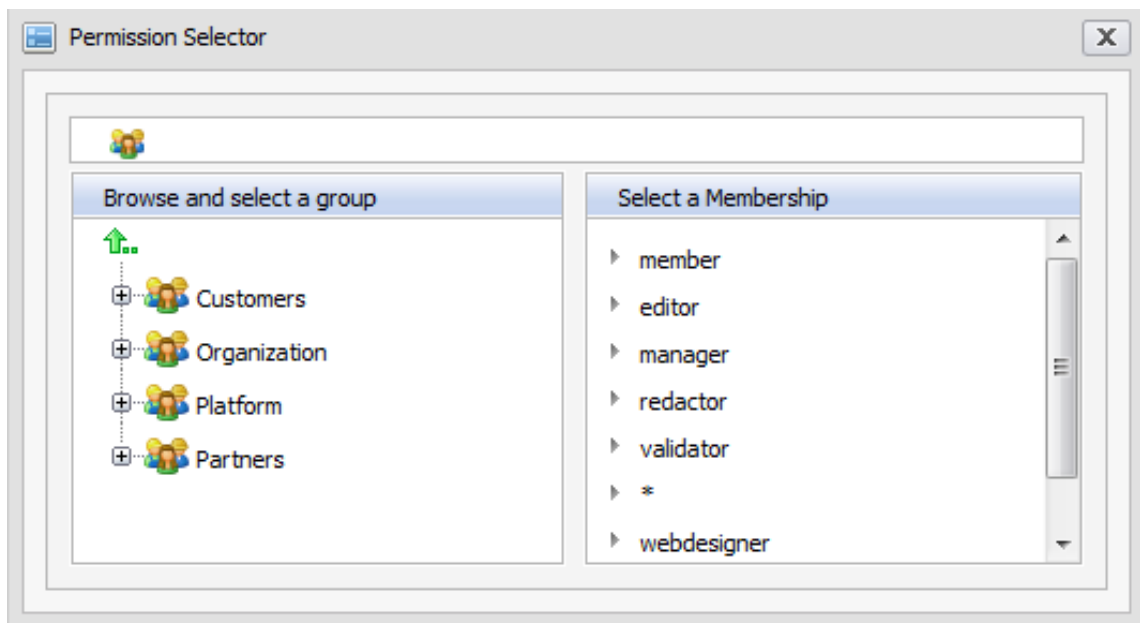 Permission Selector
Browse and select a group
Customers
Organization
Platform
Partners
Select a Membership
member
editor
manager
redactor
validator
*
webdesigner